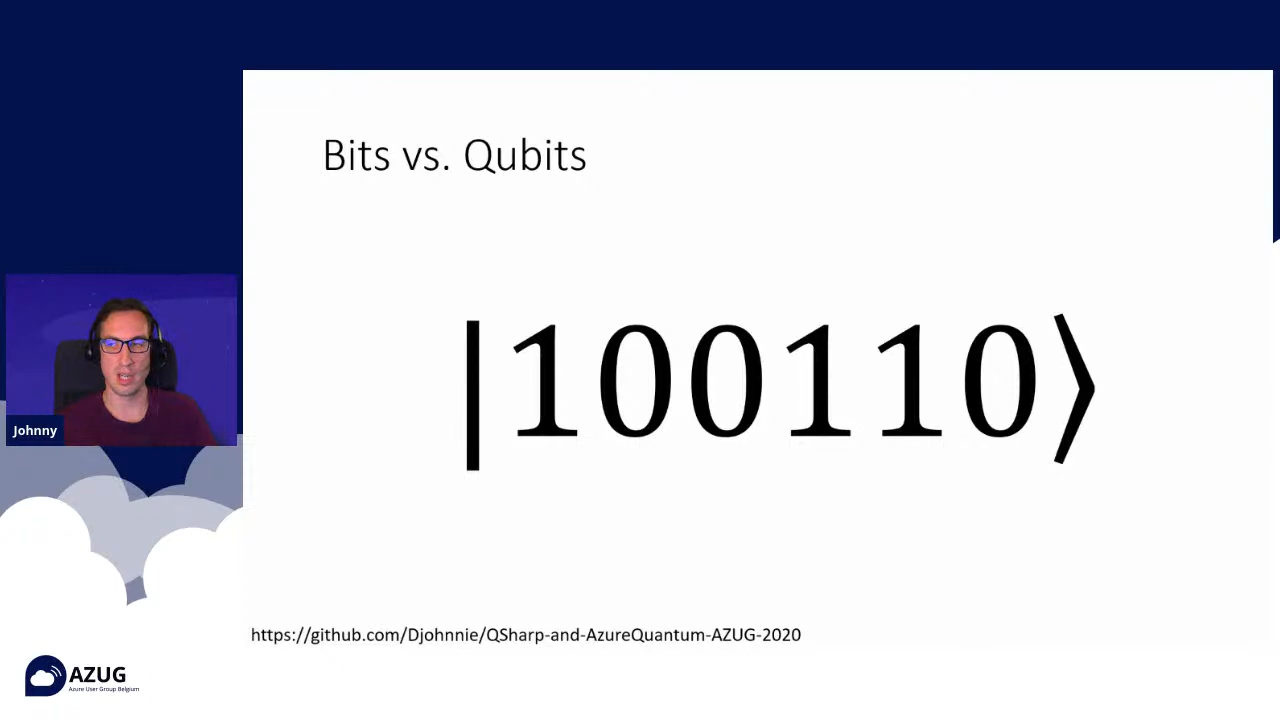 Bits vs. Qubits
|100110⟩
Johnny
https://github.com/Djohnnie/QSharp-and-AzureQuantum-AZUG-2020
AZUG
Azure User Group Belgium